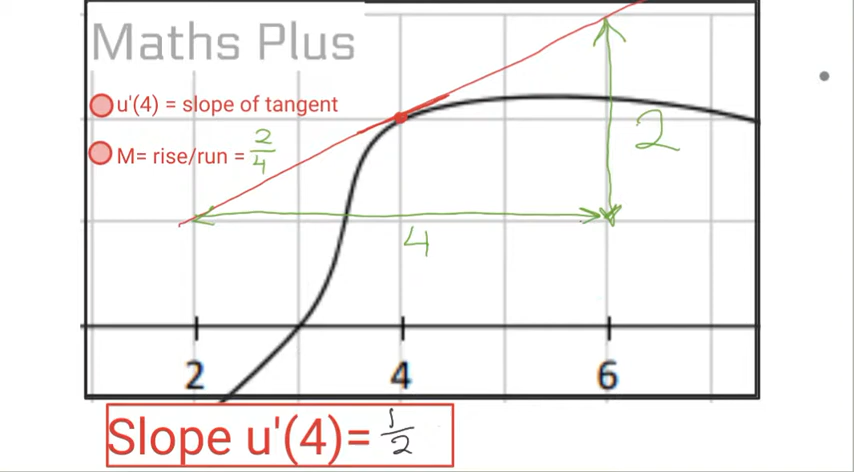 Maths Plus
u'(4) = slope of tangent
M= rise/run = 2/4
2
4
2 4 6
Slope u'(4)= 1/2